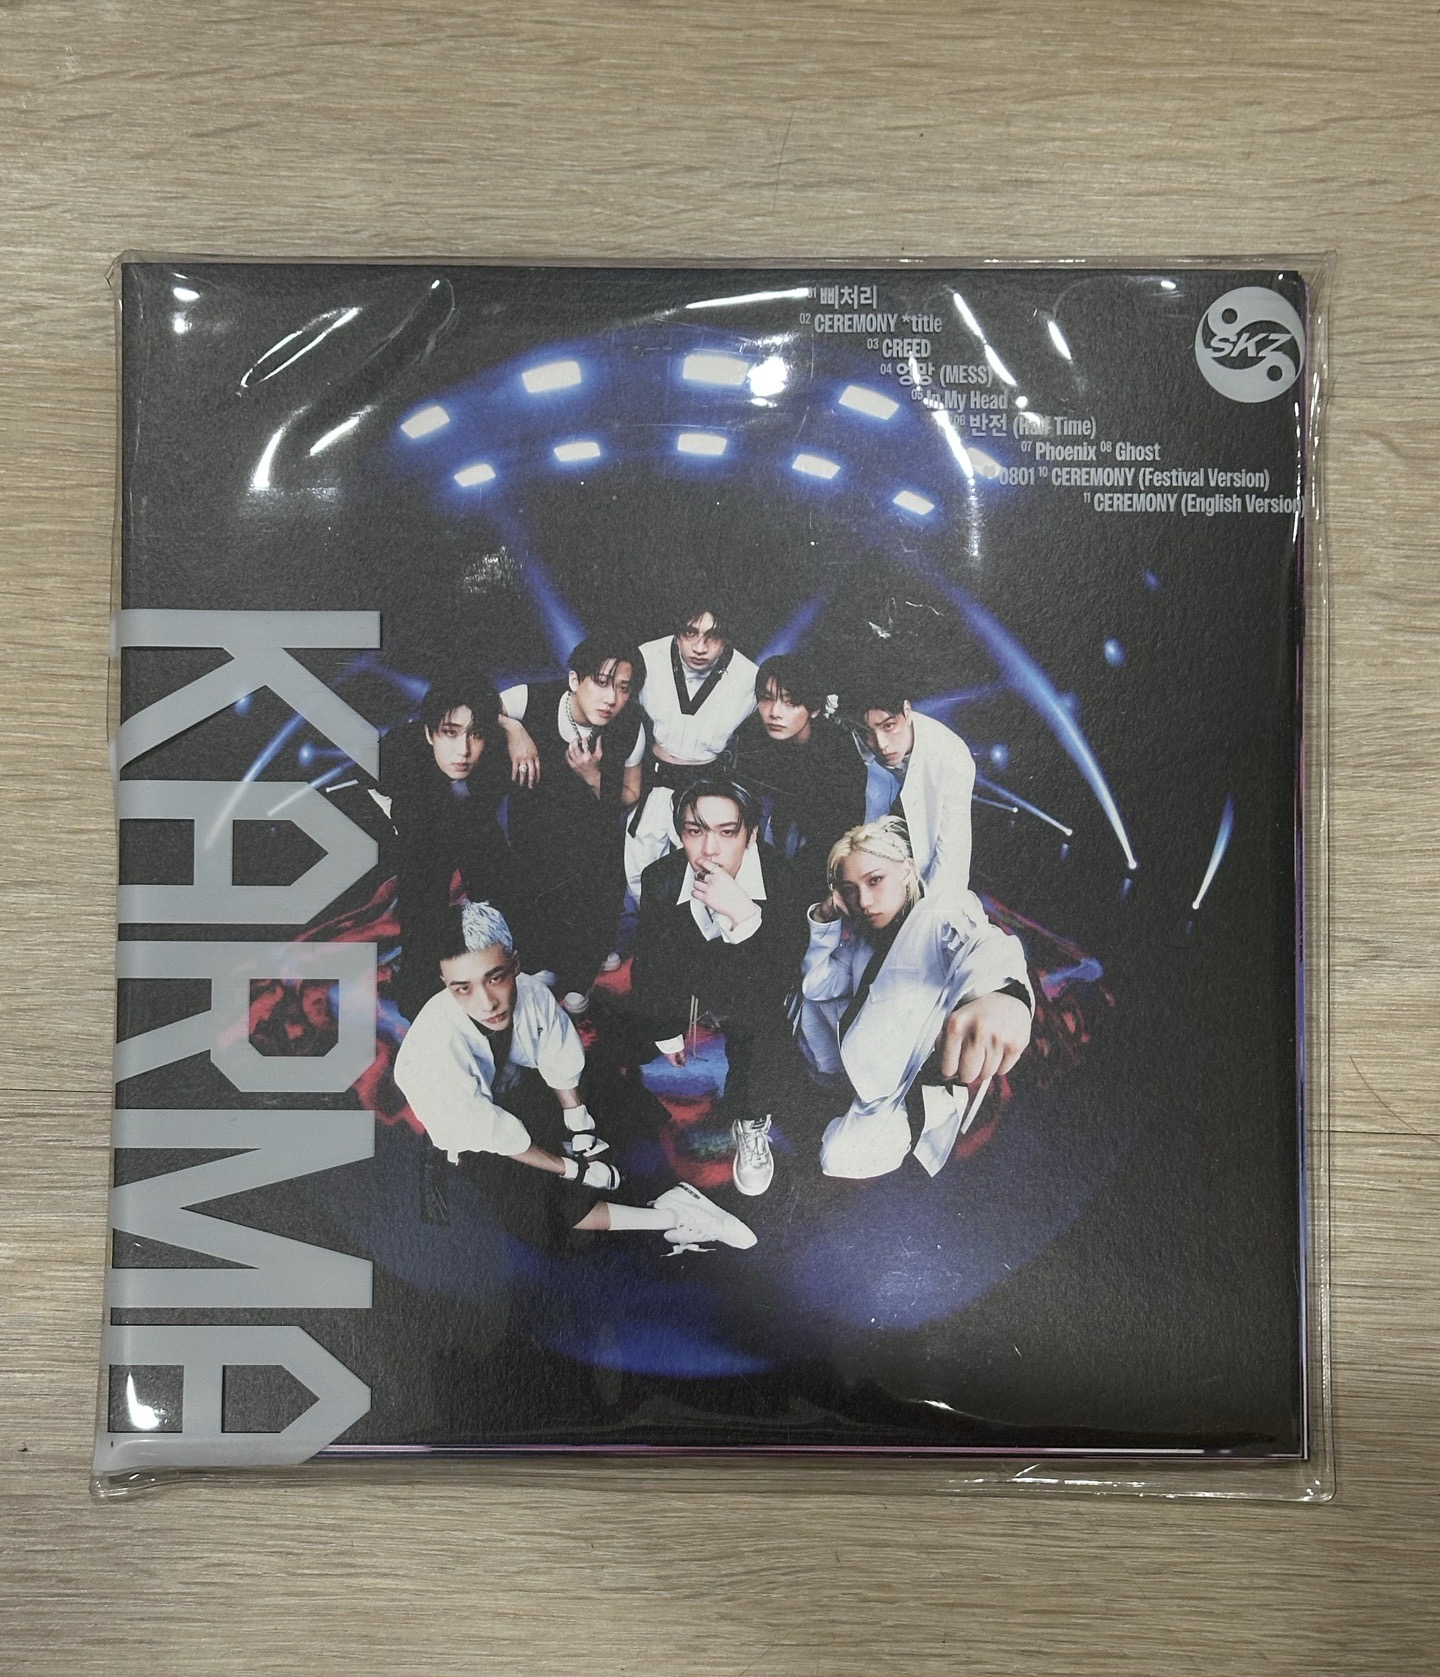 01 삐처리
02 CEREMONY *title
03 CREED
04 엉망 (MESS)
05 In My Head
06 반전 (Half Time)
07 Phoenix 08 Ghost
0801 10 CEREMONY (Festival Version)
11 CEREMONY (English Version)
SKZ
KARMA